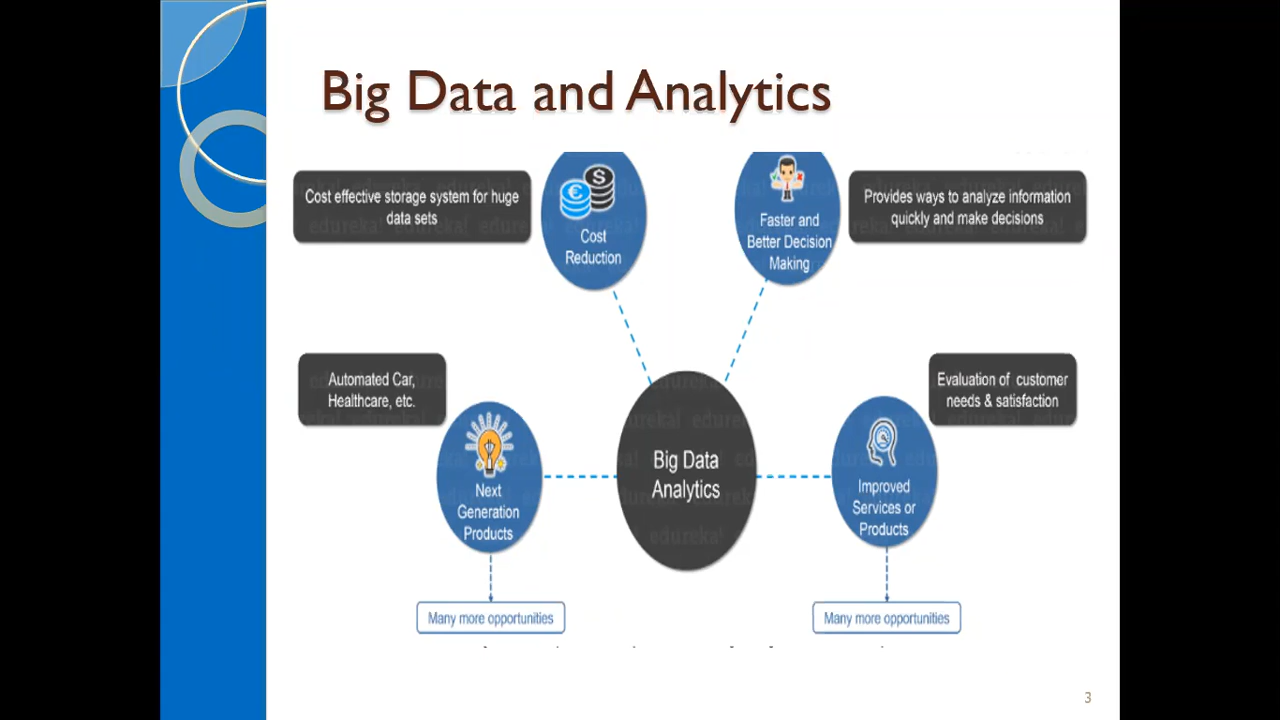 Big Data and Analytics
Cost effective storage system for huge
data sets
Cost
Reduction
Faster and
Better Decision
Making
Provides ways to analyze information
quickly and make decisions
Automated Car,
Healthcare, etc.
Next
Generation
Products
Big Data
Analytics
edureka!
Improved
Services or
Products
Evaluation of customer
needs & satisfaction
Many more opportunities
Many more opportunities
3